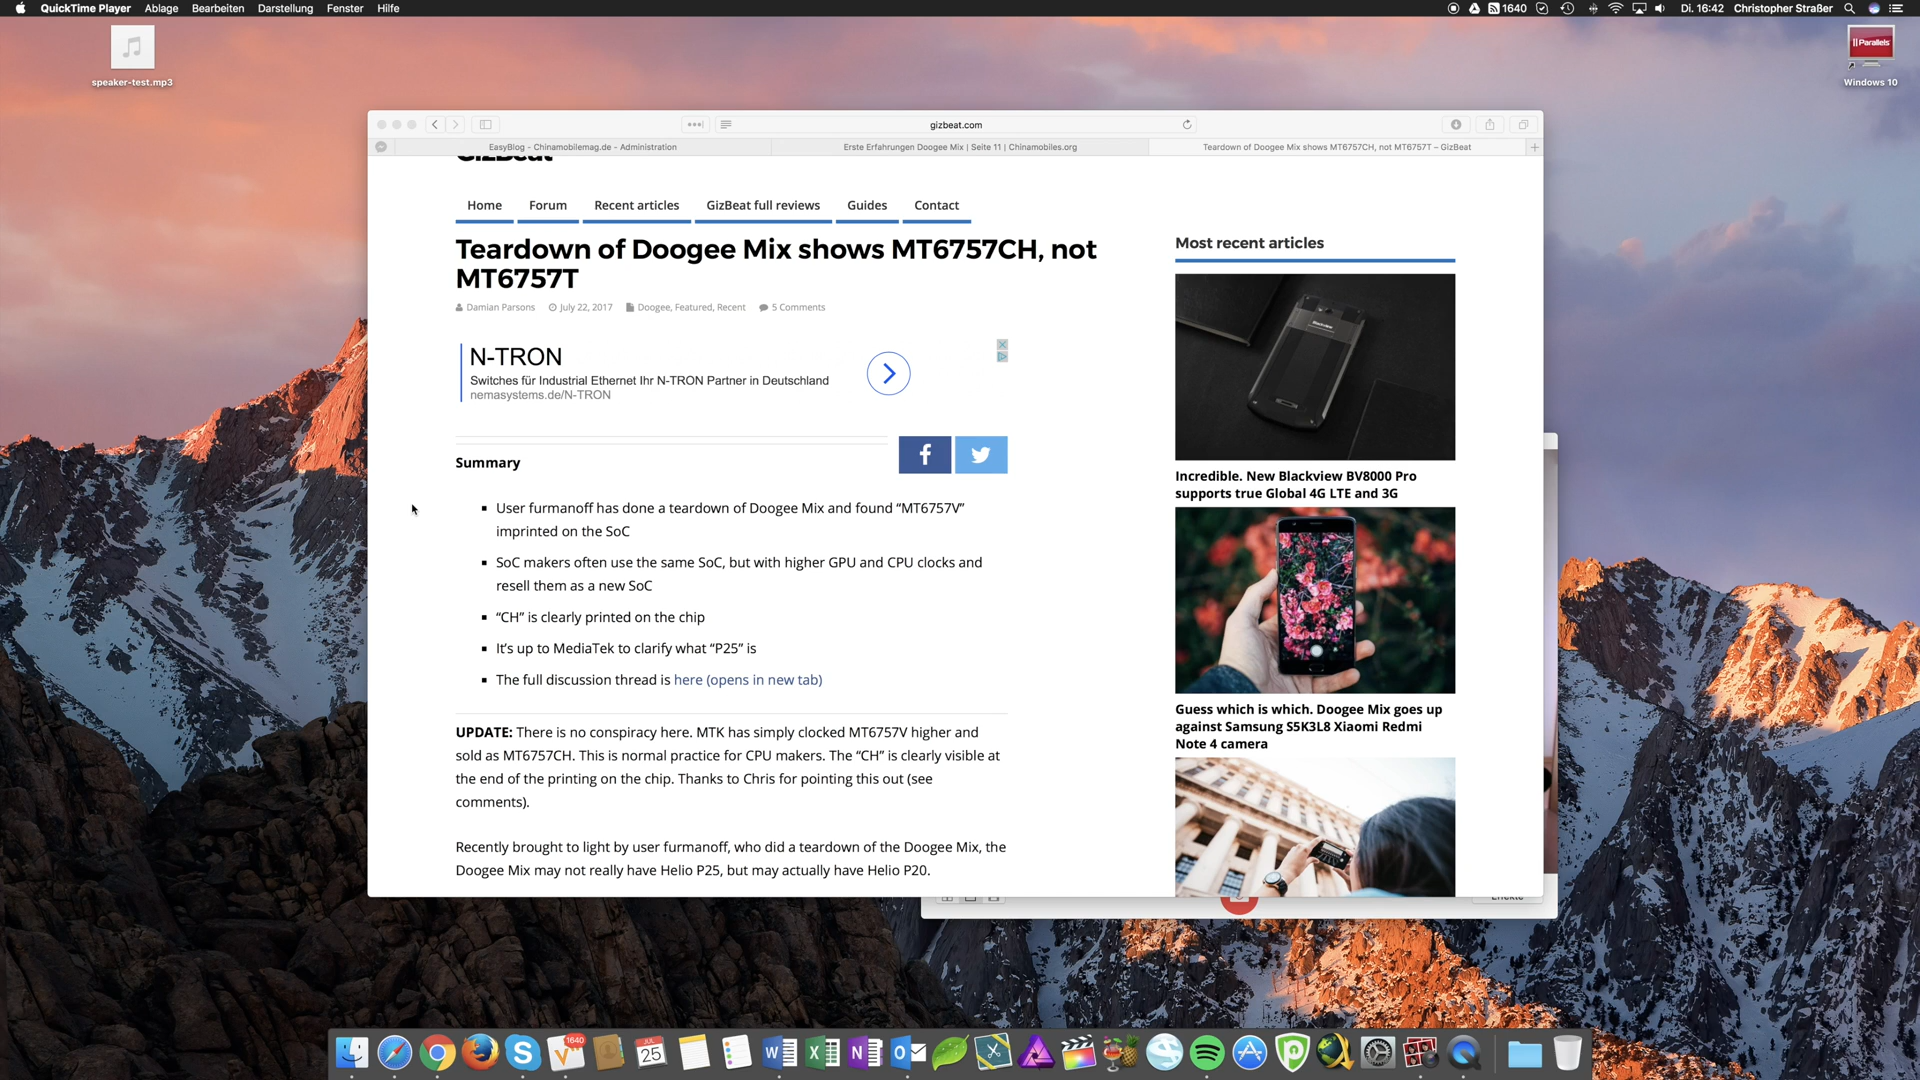 QuickTime Player Ablage Bearbeiten Darstellung Fenster Hilfe
1640 Di. 16:42 Christopher Straßer
speaker-test.mp3
Parallels
Windows 10
gizbeat.com
EasyBlog - Chinamobilemag.de - Administration
Erste Erfahrungen Doogee Mix | Seite 11 | Chinamobiles.org
Teardown of Doogee Mix shows MT6757CH, not MT6757T – GizBeat
GizBeat
Home Forum Recent articles GizBeat full reviews Guides Contact
Teardown of Doogee Mix shows MT6757CH, not
MT6757T
Damian Parsons July 22, 2017 Doogee, Featured, Recent 5 Comments
N-TRON
Switches für Industrial Ethernet Ihr N-TRON Partner in Deutschland
nemasystems.de/N-TRON
Summary
User furmanoff has done a teardown of Doogee Mix and found “MT6757V”
imprinted on the SoC
SoC makers often use the same SoC, but with higher GPU and CPU clocks and
resell them as a new SoC
“CH” is clearly printed on the chip
It’s up to MediaTek to clarify what “P25” is
The full discussion thread is here (opens in new tab)
UPDATE: There is no conspiracy here. MTK has simply clocked MT6757V higher and
sold as MT6757CH. This is normal practice for CPU makers. The “CH” is clearly visible at
the end of the printing on the chip. Thanks to Chris for pointing this out (see
comments).
Recently brought to light by user furmanoff, who did a teardown of the Doogee Mix, the
Doogee Mix may not really have Helio P25, but may actually have Helio P20.
Most recent articles
Incredible. New Blackview BV8000 Pro
supports true Global 4G LTE and 3G
Guess which is which. Doogee Mix goes up
against Samsung S5K3L8 Xiaomi Redmi
Note 4 camera
Effekte
1640
JUL
25